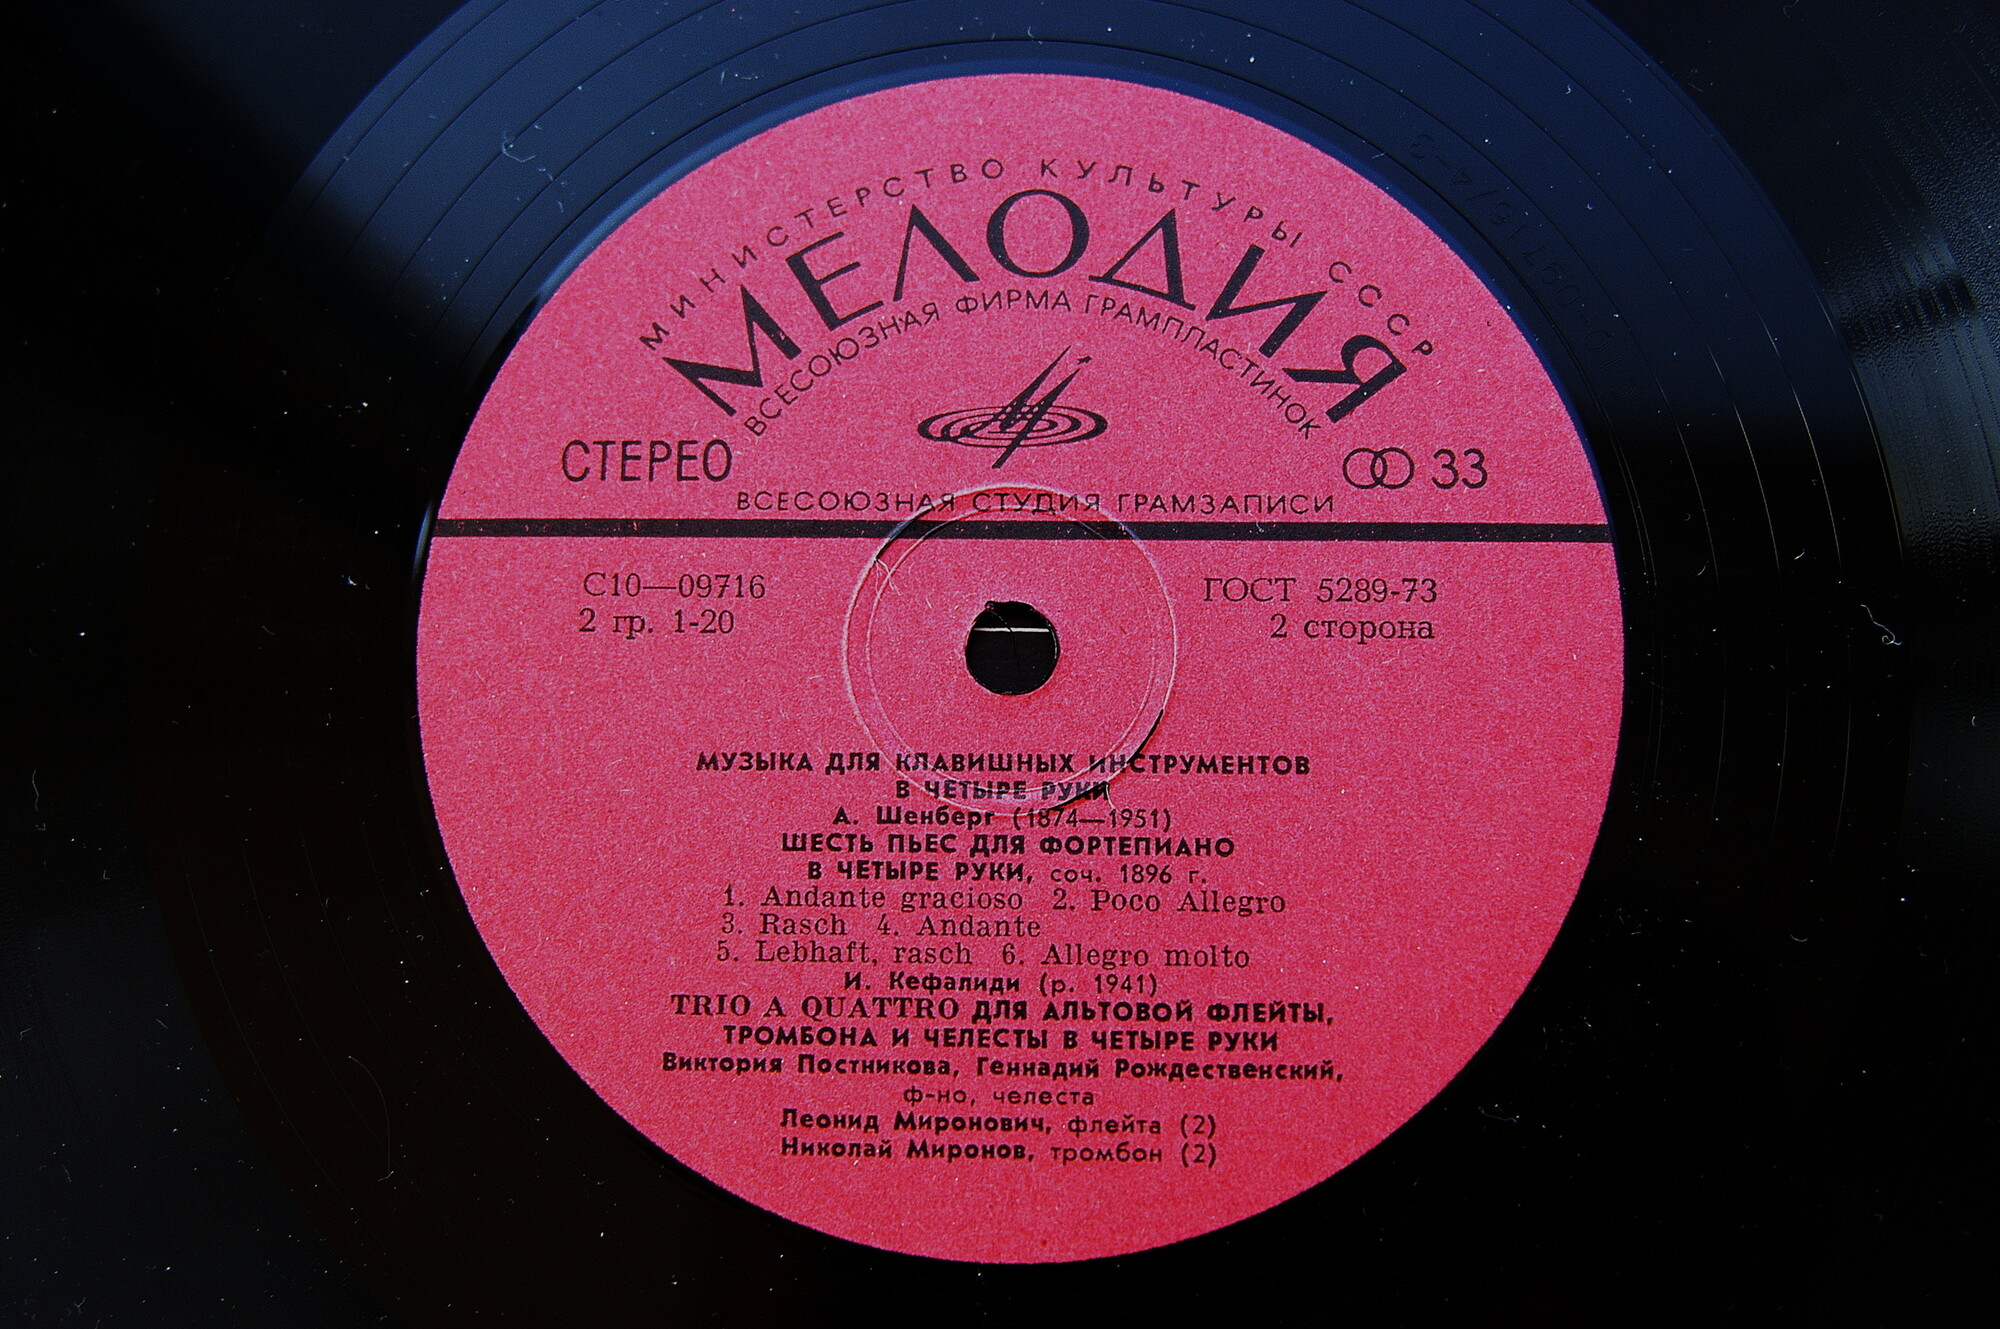 МИНИСТЕРСТВО КУЛЬТУРЫ СССР
МЕЛОДИЯ
ВСЕСОЮЗНАЯ ФИРМА ГРАМПЛАСТИНОК
СТЕРЕО
33
ВСЕСОЮЗНАЯ СТУДИЯ ГРАМЗАПИСИ
С10—09716
ГОСТ 5289-73
2 гр. 1-20
2 сторона
МУЗЫКА ДЛЯ КЛАВИШНЫХ ИНСТРУМЕНТОВ
В ЧЕТЫРЕ РУКИ
А. Шенберг (1874—1951)
ШЕСТЬ ПЬЕС ДЛЯ ФОРТЕПИАНО
В ЧЕТЫРЕ РУКИ, соч. 1896 г.
1. Andante gracioso 2. Poco Allegro
3. Rasch 4. Andante
5. Lebhaft, rasch 6. Allegro molto
И. Кефалиди (р. 1941)
TRIO A QUATTRO ДЛЯ АЛЬТОВОЙ ФЛЕЙТЫ,
ТРОМБОНА И ЧЕЛЕСТЫ В ЧЕТЫРЕ РУКИ
Виктория Постникова, Геннадий Рождественский,
ф-но, челеста
Леонид Миронович, флейта (2)
Николай Миронов, тромбон (2)